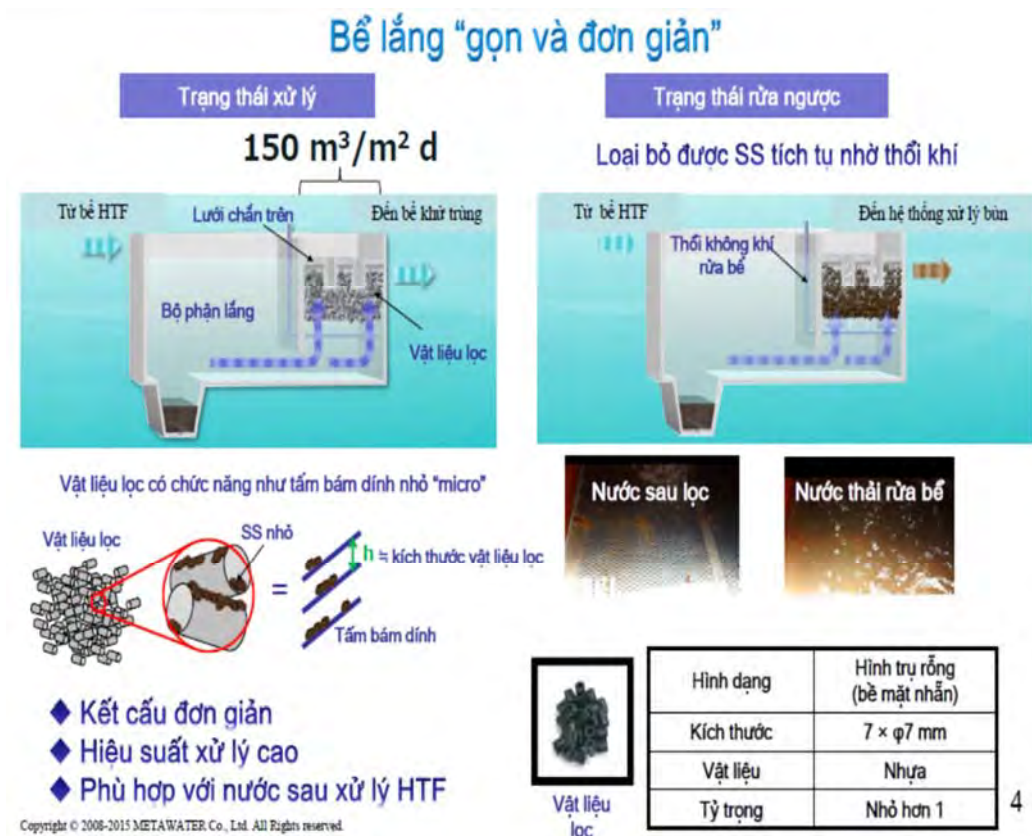 Bể lắng “gọn và đơn giản”
Trạng thái xử lý
150 m³/m² d
Từ bể HTF
Lưới chắn trên
Đến bể khử trùng
Bộ phận lắng
Vật liệu lọc
Trạng thái rửa ngược
Loại bỏ được SS tích tụ nhờ thổi khí
Từ bể HTF
Đến hệ thống xử lý bùn
Thổi không khí
rửa bể
Vật liệu lọc có chức năng như tấm bám dính nhỏ “micro”
Vật liệu lọc
SS nhỏ
=
h ≒ kích thước vật liệu lọc
Tấm bám dính
Nước sau lọc
Nước thải rửa bể
◆ Kết cấu đơn giản
◆ Hiệu suất xử lý cao
◆ Phù hợp với nước sau xử lý HTF
Vật liệu
lọc
Hình dạng
Hình trụ rỗng
(bề mặt nhẵn)
Kích thước
7 × φ7 mm
Vật liệu
Nhựa
Tỷ trọng
Nhỏ hơn 1
4
Copyright © 2008-2015 METAWATER Co., Ltd. All Rights reserved.